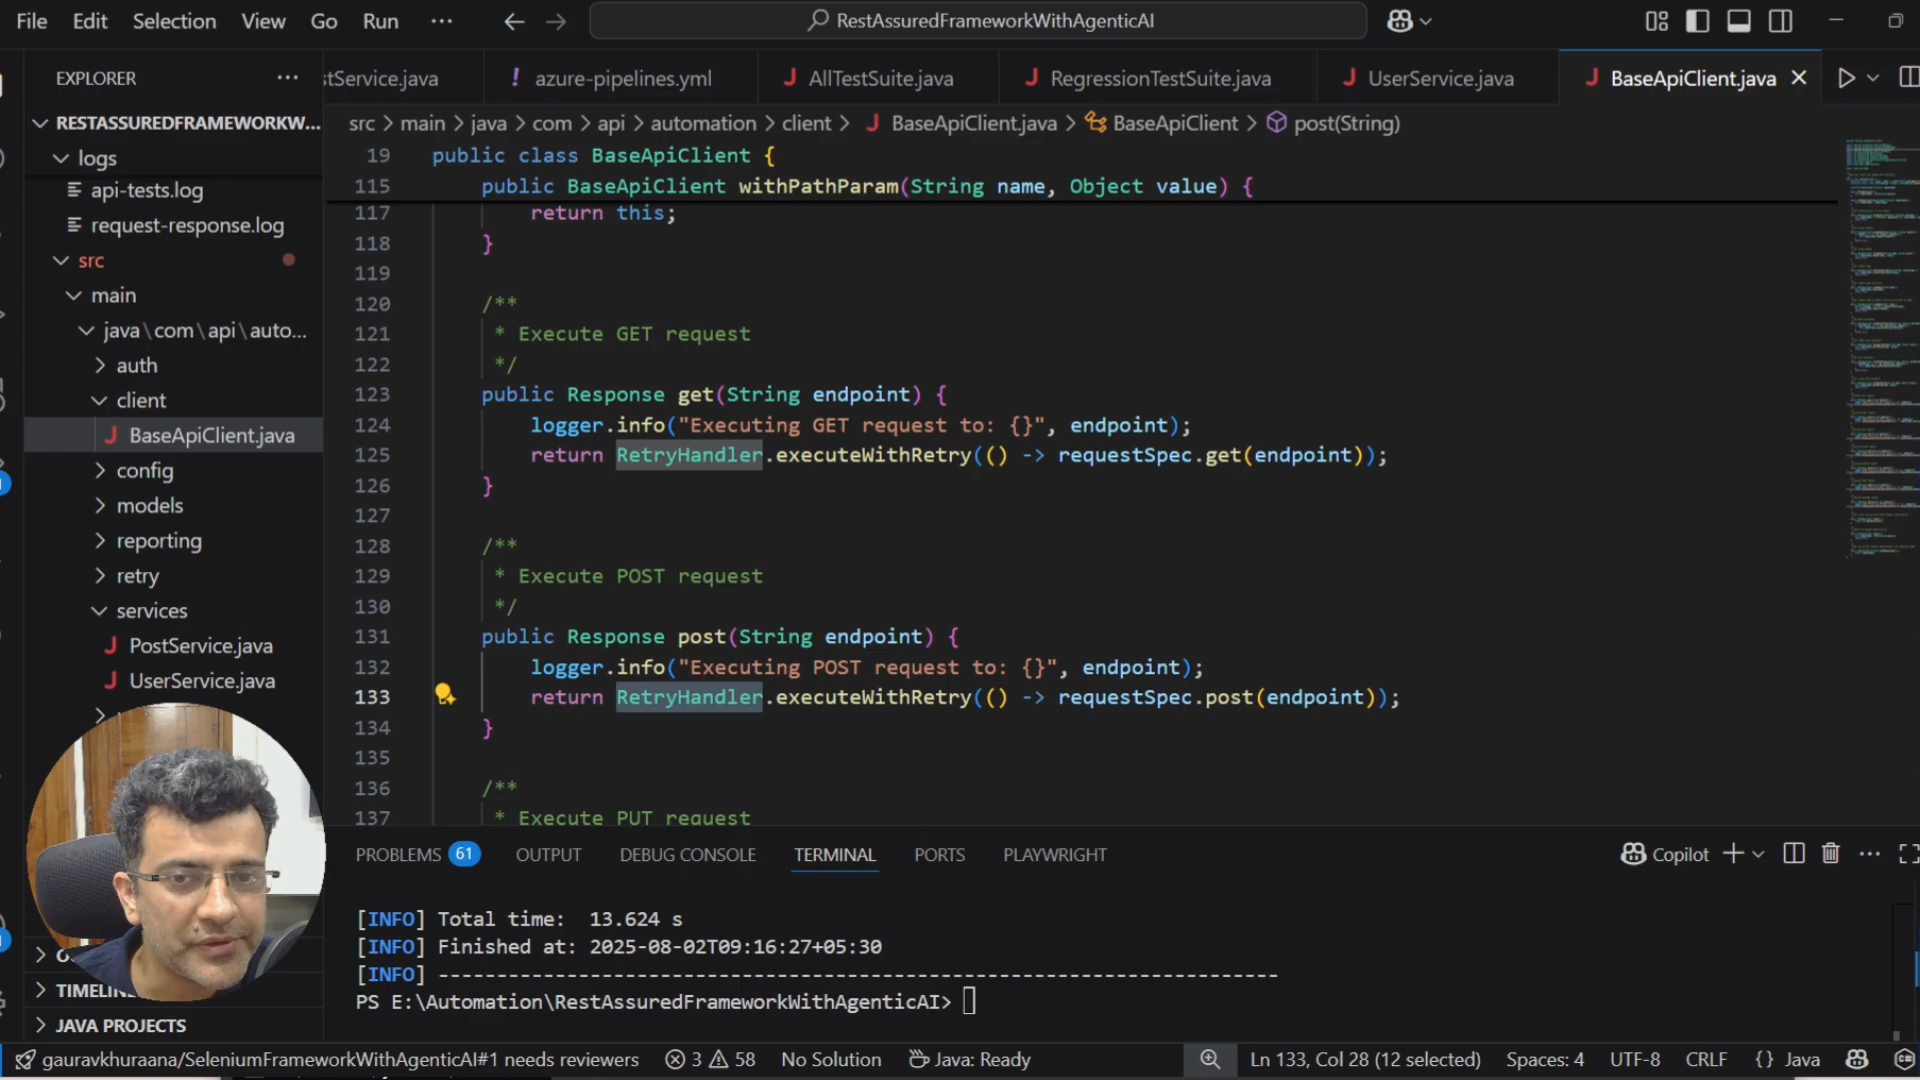 File Edit Selection View Go Run ··· RestAssuredFrameworkWithAgenticAI
EXPLORER ···
RESTASSUREDFRAMEWORKW...
logs
api-tests.log
request-response.log
src
main
java\com\api\auto...
auth
client
BaseApiClient.java
config
models
reporting
retry
services
PostService.java
UserService.java
TIMELIN
JAVA PROJECTS
stService.java ! azure-pipelines.yml J AllTestSuite.java J RegressionTestSuite.java J UserService.java J BaseApiClient.java
src > main > java > com > api > automation > client > J BaseApiClient.java > BaseApiClient > post(String)
19 public class BaseApiClient {
115 public BaseApiClient withPathParam(String name, Object value) {
117 return this;
118 }
119
120 /**
121 * Execute GET request
122 */
123 public Response get(String endpoint) {
124 logger.info("Executing GET request to: {}", endpoint);
125 return RetryHandler.executeWithRetry(() -> requestSpec.get(endpoint));
126 }
127
128 /**
129 * Execute POST request
130 */
131 public Response post(String endpoint) {
132 logger.info("Executing POST request to: {}", endpoint);
133 return RetryHandler.executeWithRetry(() -> requestSpec.post(endpoint));
134 }
135
136 /**
137 * Execute PUT request
PROBLEMS 61 OUTPUT DEBUG CONSOLE TERMINAL PORTS PLAYWRIGHT Copilot
[INFO] Total time:  13.624 s
[INFO] Finished at: 2025-08-02T09:16:27+05:30
[INFO] ------------------------------------------------------------------------
PS E:\Automation\RestAssuredFrameworkWithAgenticAI>
gauravkhuraana/SeleniumFrameworkWithAgenticAI#1 needs reviewers 3 58 No Solution Java: Ready Ln 133, Col 28 (12 selected) Spaces: 4 UTF-8 CRLF {} Java